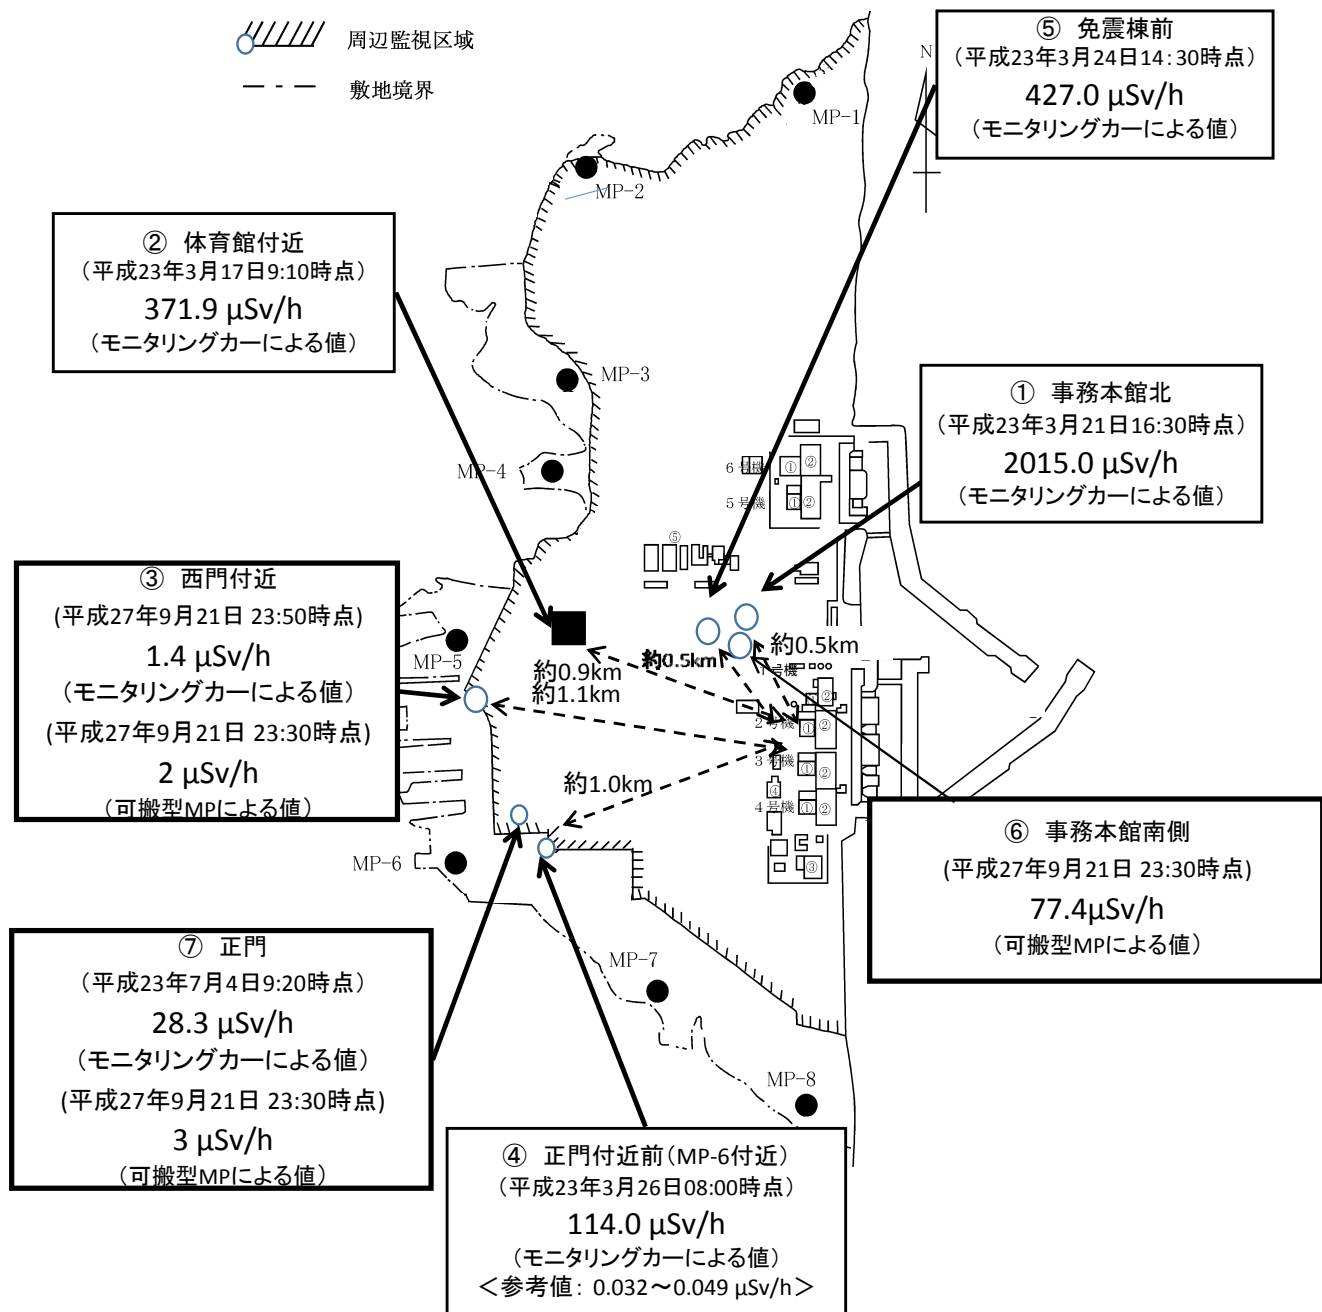 周辺監視区域
敷地境界
⑤ 免震棟前
(平成23年3月24日14:30時点)
427.0 μSv/h
(モニタリングカーによる値)
N
MP-1
MP-2
② 体育館付近
(平成23年3月17日9:10時点)
371.9 μSv/h
(モニタリングカーによる値)
MP-3
MP-4
① 事務本館北
(平成23年3月21日16:30時点)
2015.0 μSv/h
(モニタリングカーによる値)
6号機
① ②
5号機
① ②
⑤
③ 西門付近
(平成27年9月21日 23:50時点)
1.4 μSv/h
(モニタリングカーによる値)
(平成27年9月21日 23:30時点)
2 μSv/h
(可搬型MPによる値)
MP-5
約0.9km
約1.1km
約0.5km
約0.5km
1号機
②
2号機
① ②
3号機
① ②
④
4号機
① ②
③
約1.0km
MP-6
⑥ 事務本館南側
(平成27年9月21日 23:30時点)
77.4μSv/h
(可搬型MPによる値)
⑦ 正門
(平成23年7月4日9:20時点)
28.3 μSv/h
(モニタリングカーによる値)
(平成27年9月21日 23:30時点)
3 μSv/h
(可搬型MPによる値)
MP-7
MP-8
④ 正門付近前(MP-6付近)
(平成23年3月26日08:00時点)
114.0 μSv/h
(モニタリングカーによる値)
<参考値: 0.032～0.049 μSv/h>